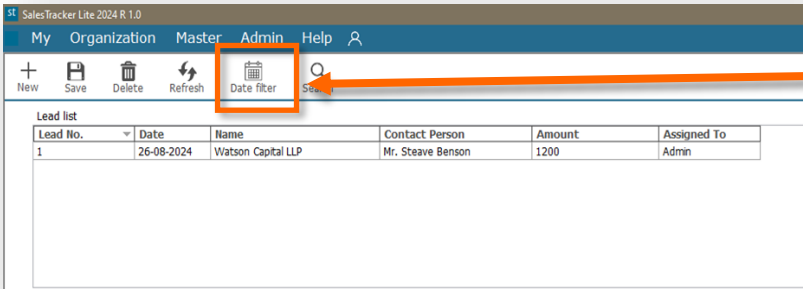 st SalesTracker Lite 2024 R 1.0
My Organization Master Admin Help
New Save Delete Refresh Date filter
Lead list
Lead No. Date Name Contact Person Amount Assigned To
1 26-08-2024 Watson Capital LLP Mr. Steave Benson 1200 Admin